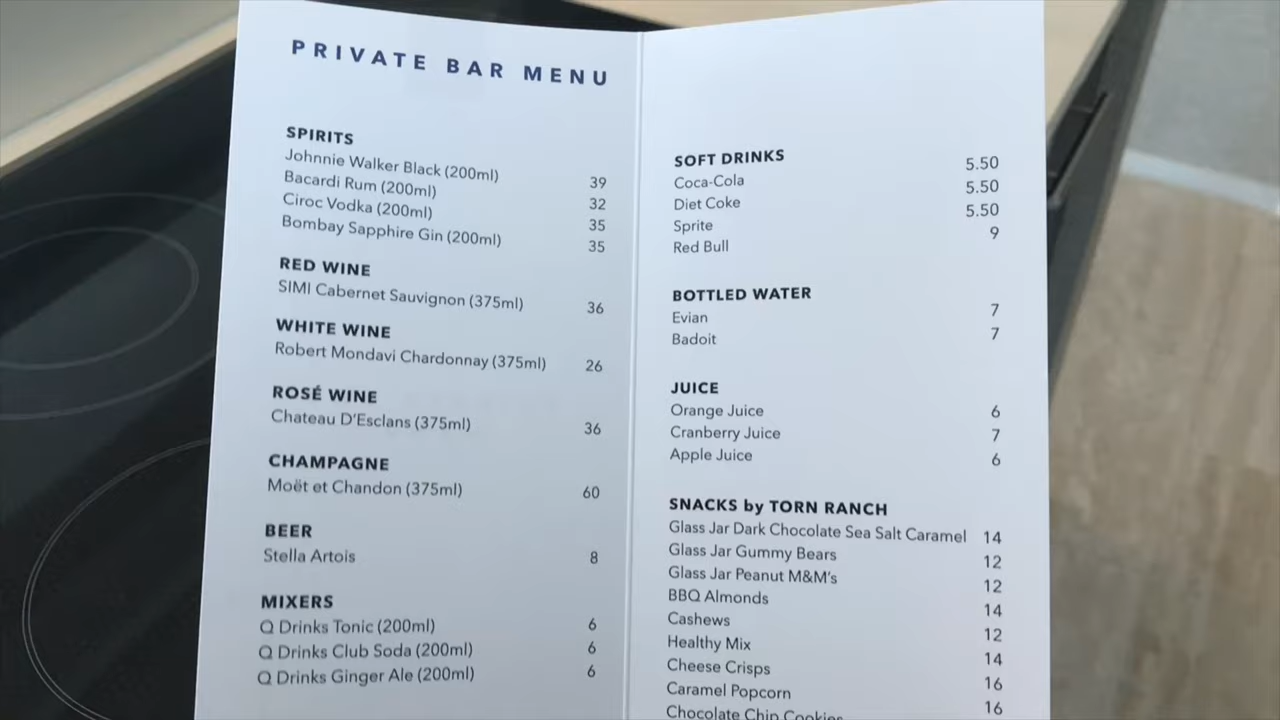 PRIVATE BAR MENU
SPIRITS
Johnnie Walker Black (200ml) 39
Bacardi Rum (200ml) 32
Ciroc Vodka (200ml) 35
Bombay Sapphire Gin (200ml) 35
RED WINE
SIMI Cabernet Sauvignon (375ml) 36
WHITE WINE
Robert Mondavi Chardonnay (375ml) 26
ROSÉ WINE
Chateau D'Esclans (375ml) 36
CHAMPAGNE
Moët et Chandon (375ml) 60
BEER
Stella Artois 8
MIXERS
Q Drinks Tonic (200ml) 6
Q Drinks Club Soda (200ml) 6
Q Drinks Ginger Ale (200ml) 6
SOFT DRINKS
Coca-Cola 5.50
Diet Coke 5.50
Sprite 5.50
Red Bull 9
BOTTLED WATER
Evian 7
Badoit 7
JUICE
Orange Juice 6
Cranberry Juice 7
Apple Juice 6
SNACKS by TORN RANCH
Glass Jar Dark Chocolate Sea Salt Caramel 14
Glass Jar Gummy Bears 12
Glass Jar Peanut M&M's 12
BBQ Almonds 14
Cashews 12
Healthy Mix 14
Cheese Crisps 16
Caramel Popcorn 16
Chocolate Chip Cookies